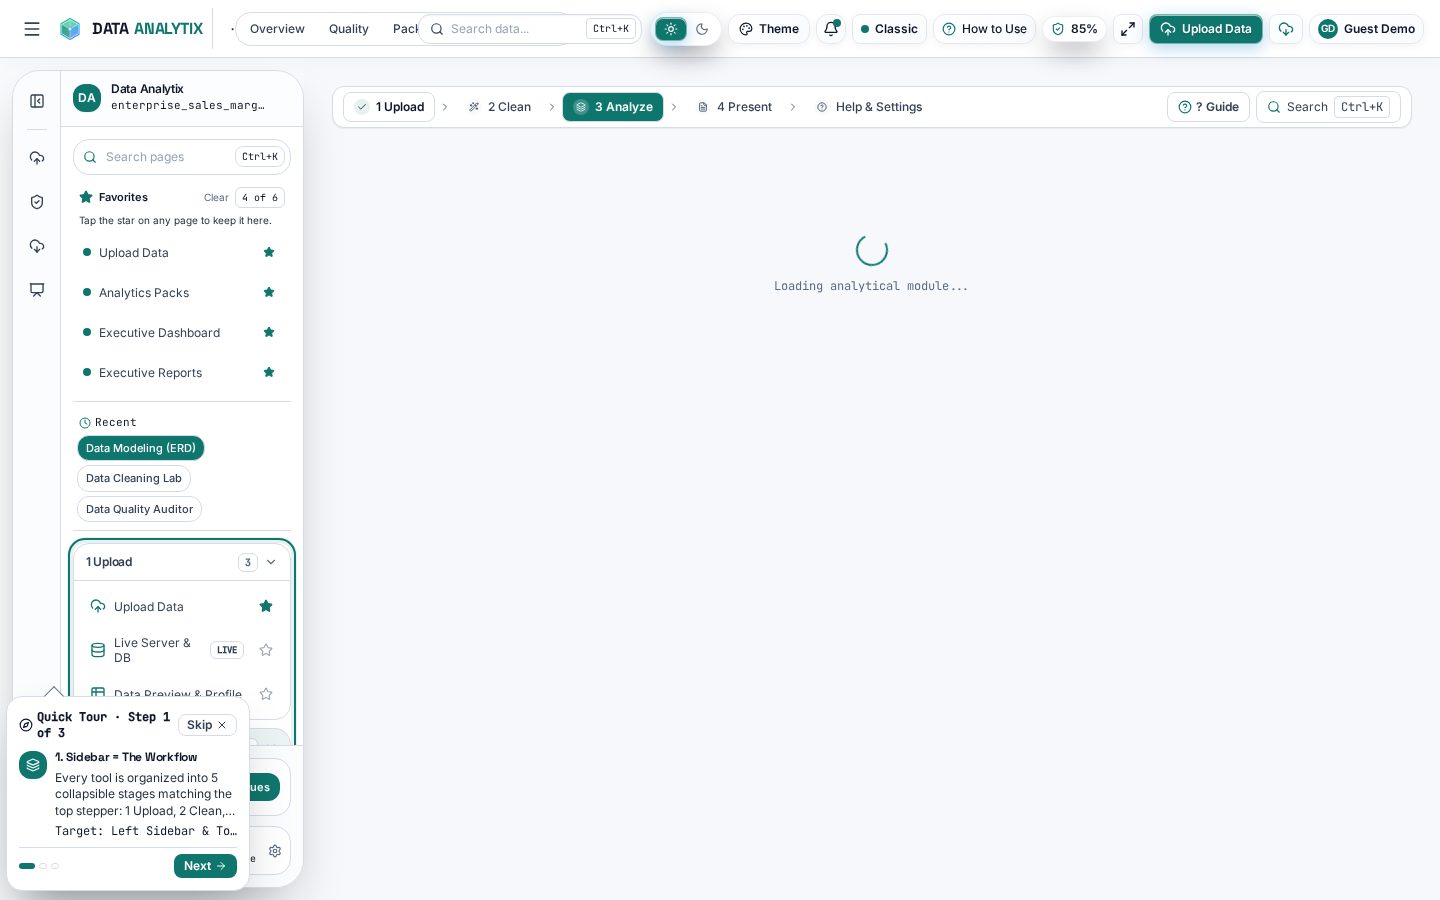 DATA ANALYTIX
Overview
Quality
Search data...
Ctrl+K
Theme
Classic
How to Use
85%
Upload Data
GD
Guest Demo
DA
Data Analytix
enterprise_sales_marg…
Search pages
Ctrl+K
Favorites
Clear
4 of 6
Tap the star on any page to keep it here.
Upload Data
Analytics Packs
Executive Dashboard
Executive Reports
Recent
Data Modeling (ERD)
Data Cleaning Lab
Data Quality Auditor
1 Upload
3
Upload Data
Live Server &
DB
LIVE
Data Preview & Profile
Quick Tour · Step 1
of 3
Skip
1. Sidebar = The Workflow
Every tool is organized into 5
collapsible stages matching the
top stepper: 1 Upload, 2 Clean,…
Target: Left Sidebar & To…
Next
1 Upload
2 Clean
3 Analyze
4 Present
Help & Settings
? Guide
Search
Ctrl+K
Loading analytical module...